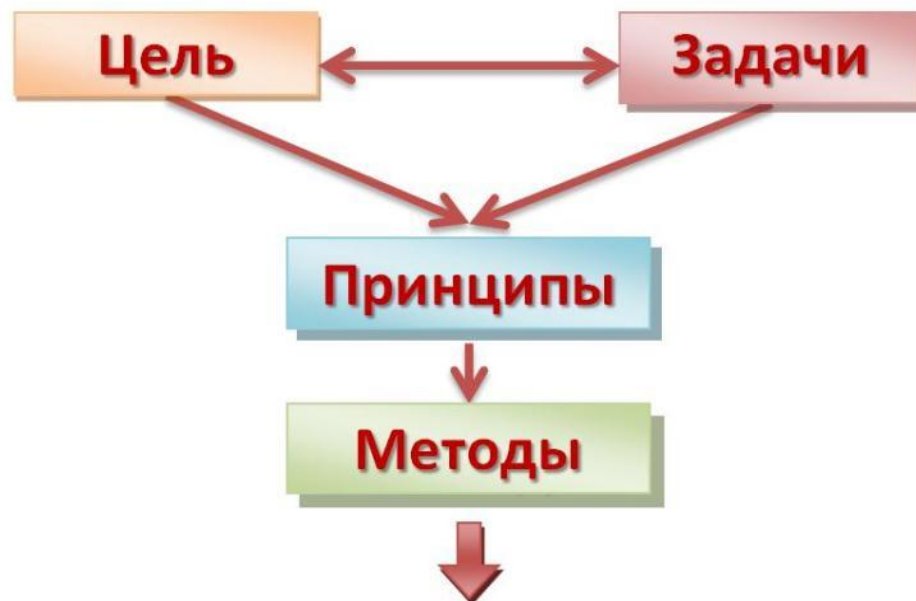 Цель
Задачи
Принципы
Методы